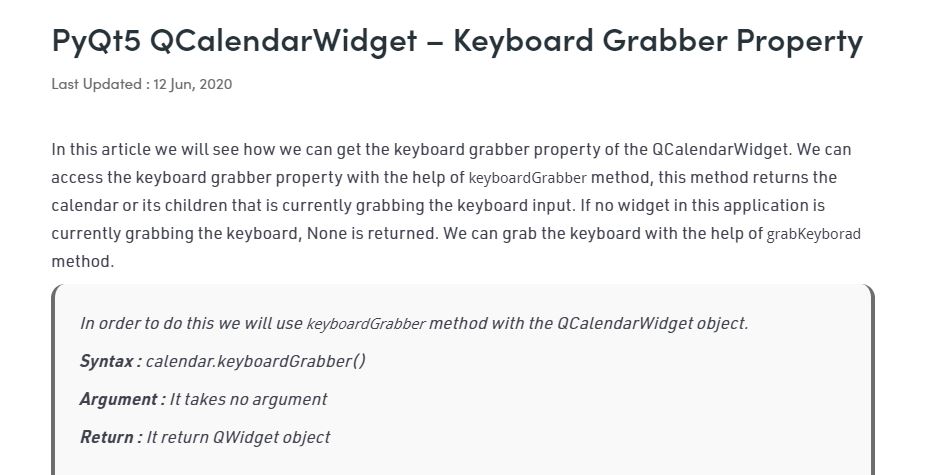 PyQt5 QCalendarWidget – Keyboard Grabber Property
Last Updated : 12 Jun, 2020
In this article we will see how we can get the keyboard grabber property of the QCalendarWidget. We can
access the keyboard grabber property with the help of keyboardGrabber method, this method returns the
calendar or its children that is currently grabbing the keyboard input. If no widget in this application is
currently grabbing the keyboard, None is returned. We can grab the keyboard with the help of grabKeyborad
method.
In order to do this we will use keyboardGrabber method with the QCalendarWidget object.
Syntax : calendar.keyboardGrabber()
Argument : It takes no argument
Return : It return QWidget object